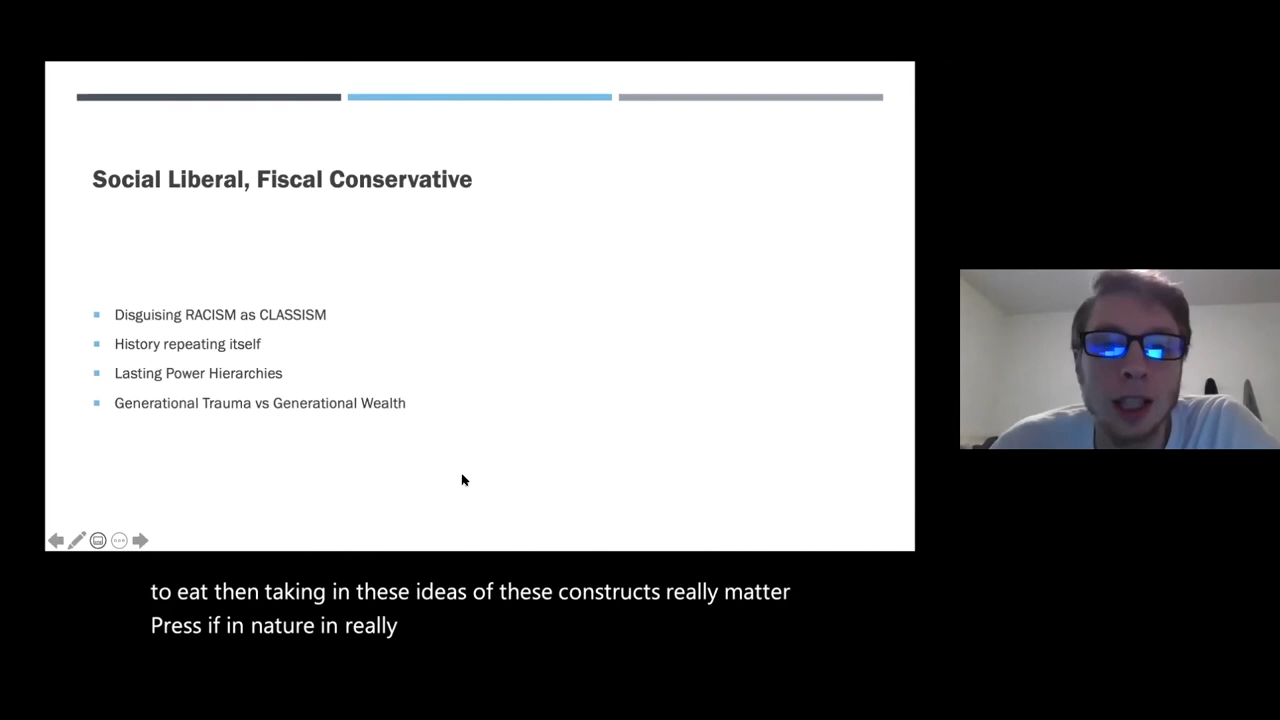 Social Liberal, Fiscal Conservative
Disguising RACISM as CLASSISM
History repeating itself
Lasting Power Hierarchies
Generational Trauma vs Generational Wealth
to eat then taking in these ideas of these constructs really matter
Press if in nature in really